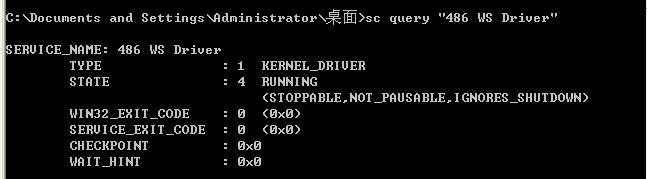 C:\Documents and Settings\Administrator\桌面>sc query "486 WS Driver"
SERVICE_NAME: 486 WS Driver
TYPE : 1 KERNEL_DRIVER
STATE : 4 RUNNING
(STOPPABLE,NOT_PAUSABLE,IGNORES_SHUTDOWN)
WIN32_EXIT_CODE : 0 (0x0)
SERVICE_EXIT_CODE : 0 (0x0)
CHECKPOINT : 0x0
WAIT_HINT : 0x0